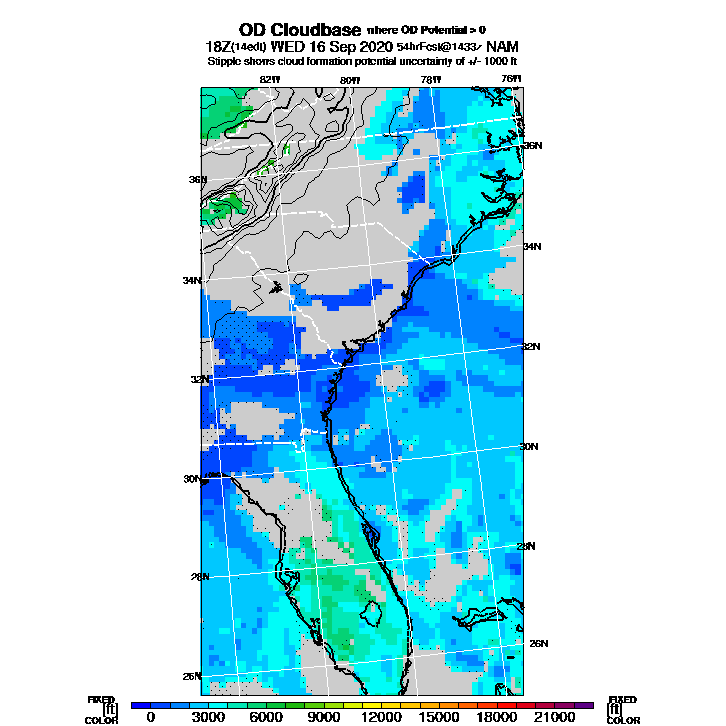 OD Cloudbase where OD Potential > 0
18Z(14edt) WED 16 Sep 2020 54hrFcst@1433z NAM
Stipple shows cloud formation potential uncertainty of +/- 1000 ft
82W 80W 78W 76W
36N 36N
34N 34N
32N 32N
30N 30N
28N 28N
26N 26N
FIXED FIXED
[ft] 0 3000 6000 9000 12000 15000 18000 21000 [ft]
COLOR COLOR